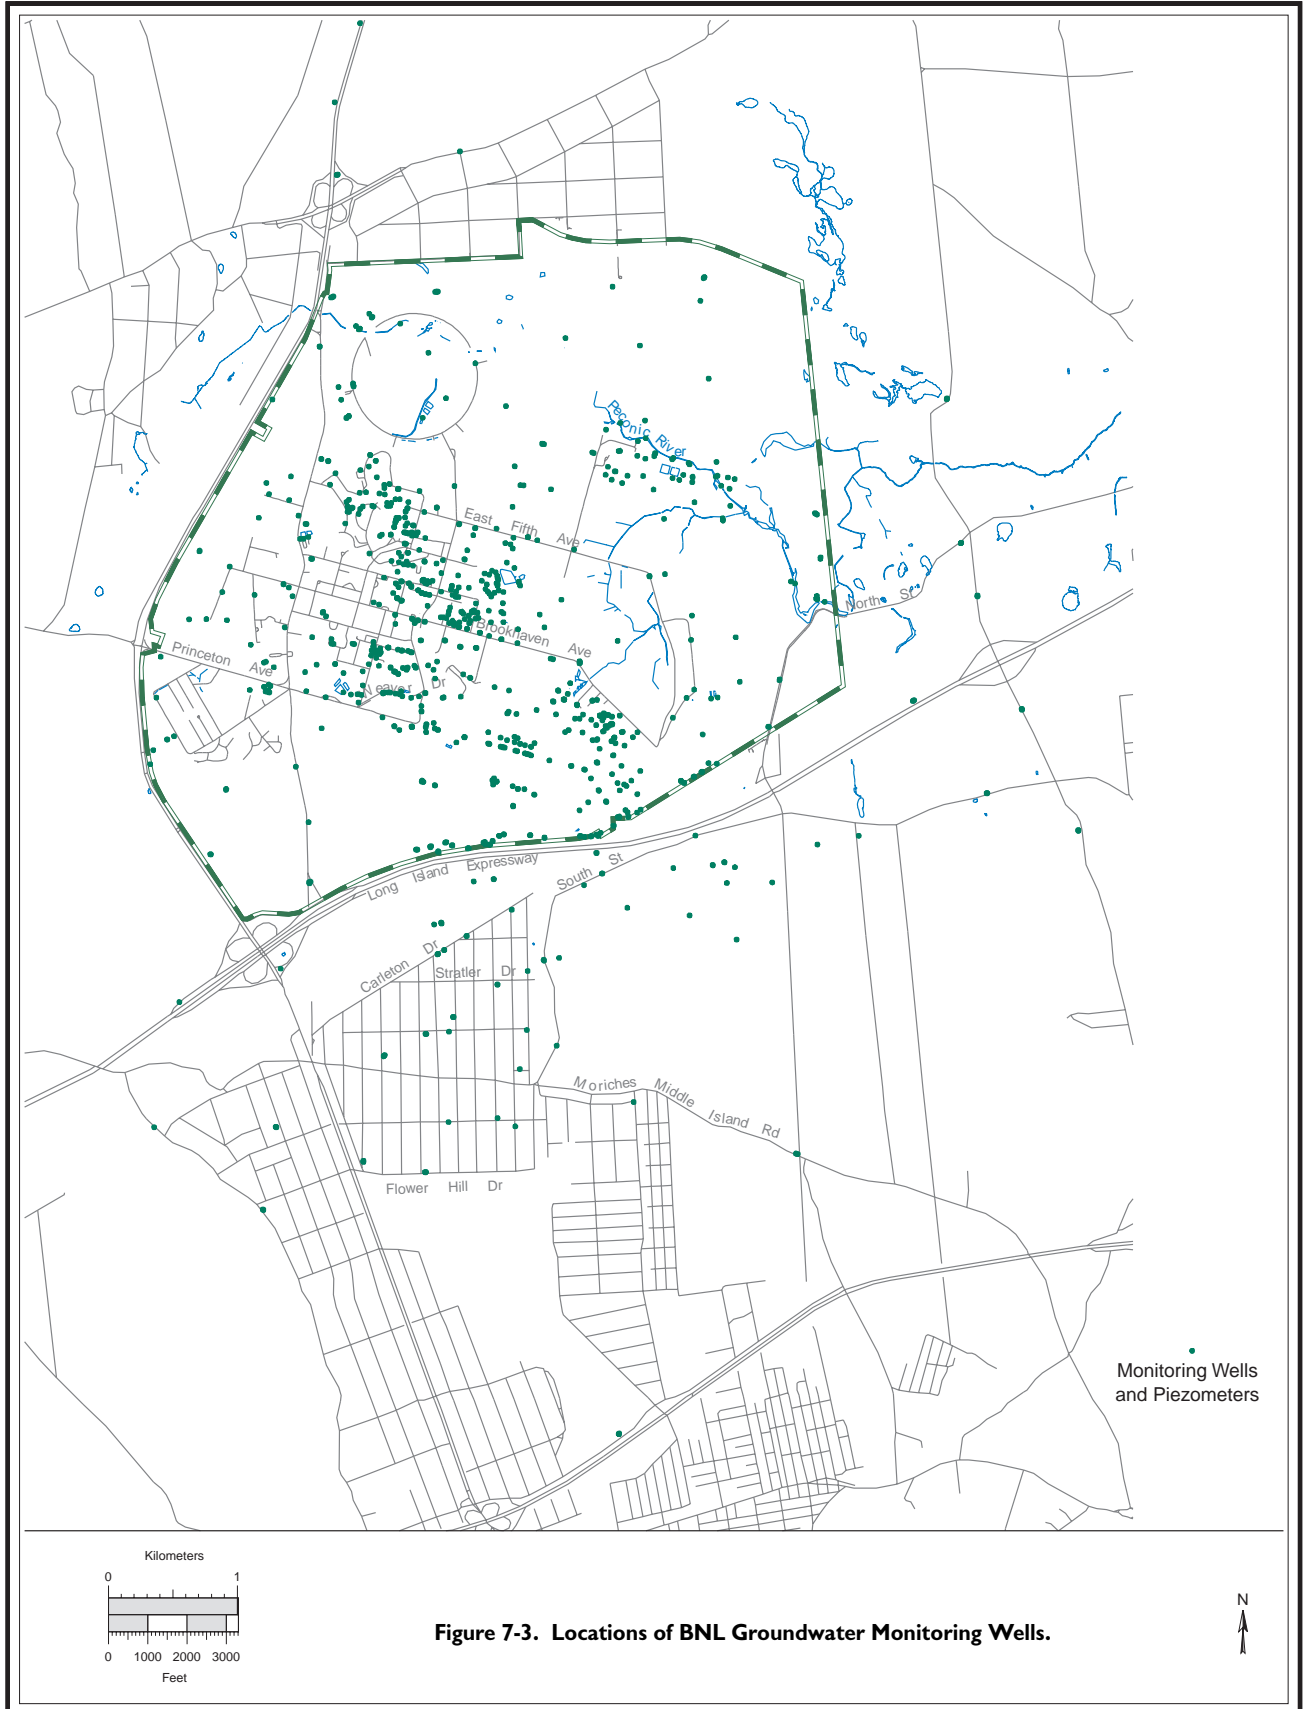 Peconic River
East Fifth Ave
North St
Brookhaven Ave
Princeton Ave
Weaver Dr
Long Island Expressway
South St
Carleton Dr
Stratler Dr
Moriches Middle Island Rd
Flower Hill Dr
Monitoring Wells
and Piezometers
Kilometers
0 1
0 1000 2000 3000
Feet
Figure 7-3. Locations of BNL Groundwater Monitoring Wells.
N